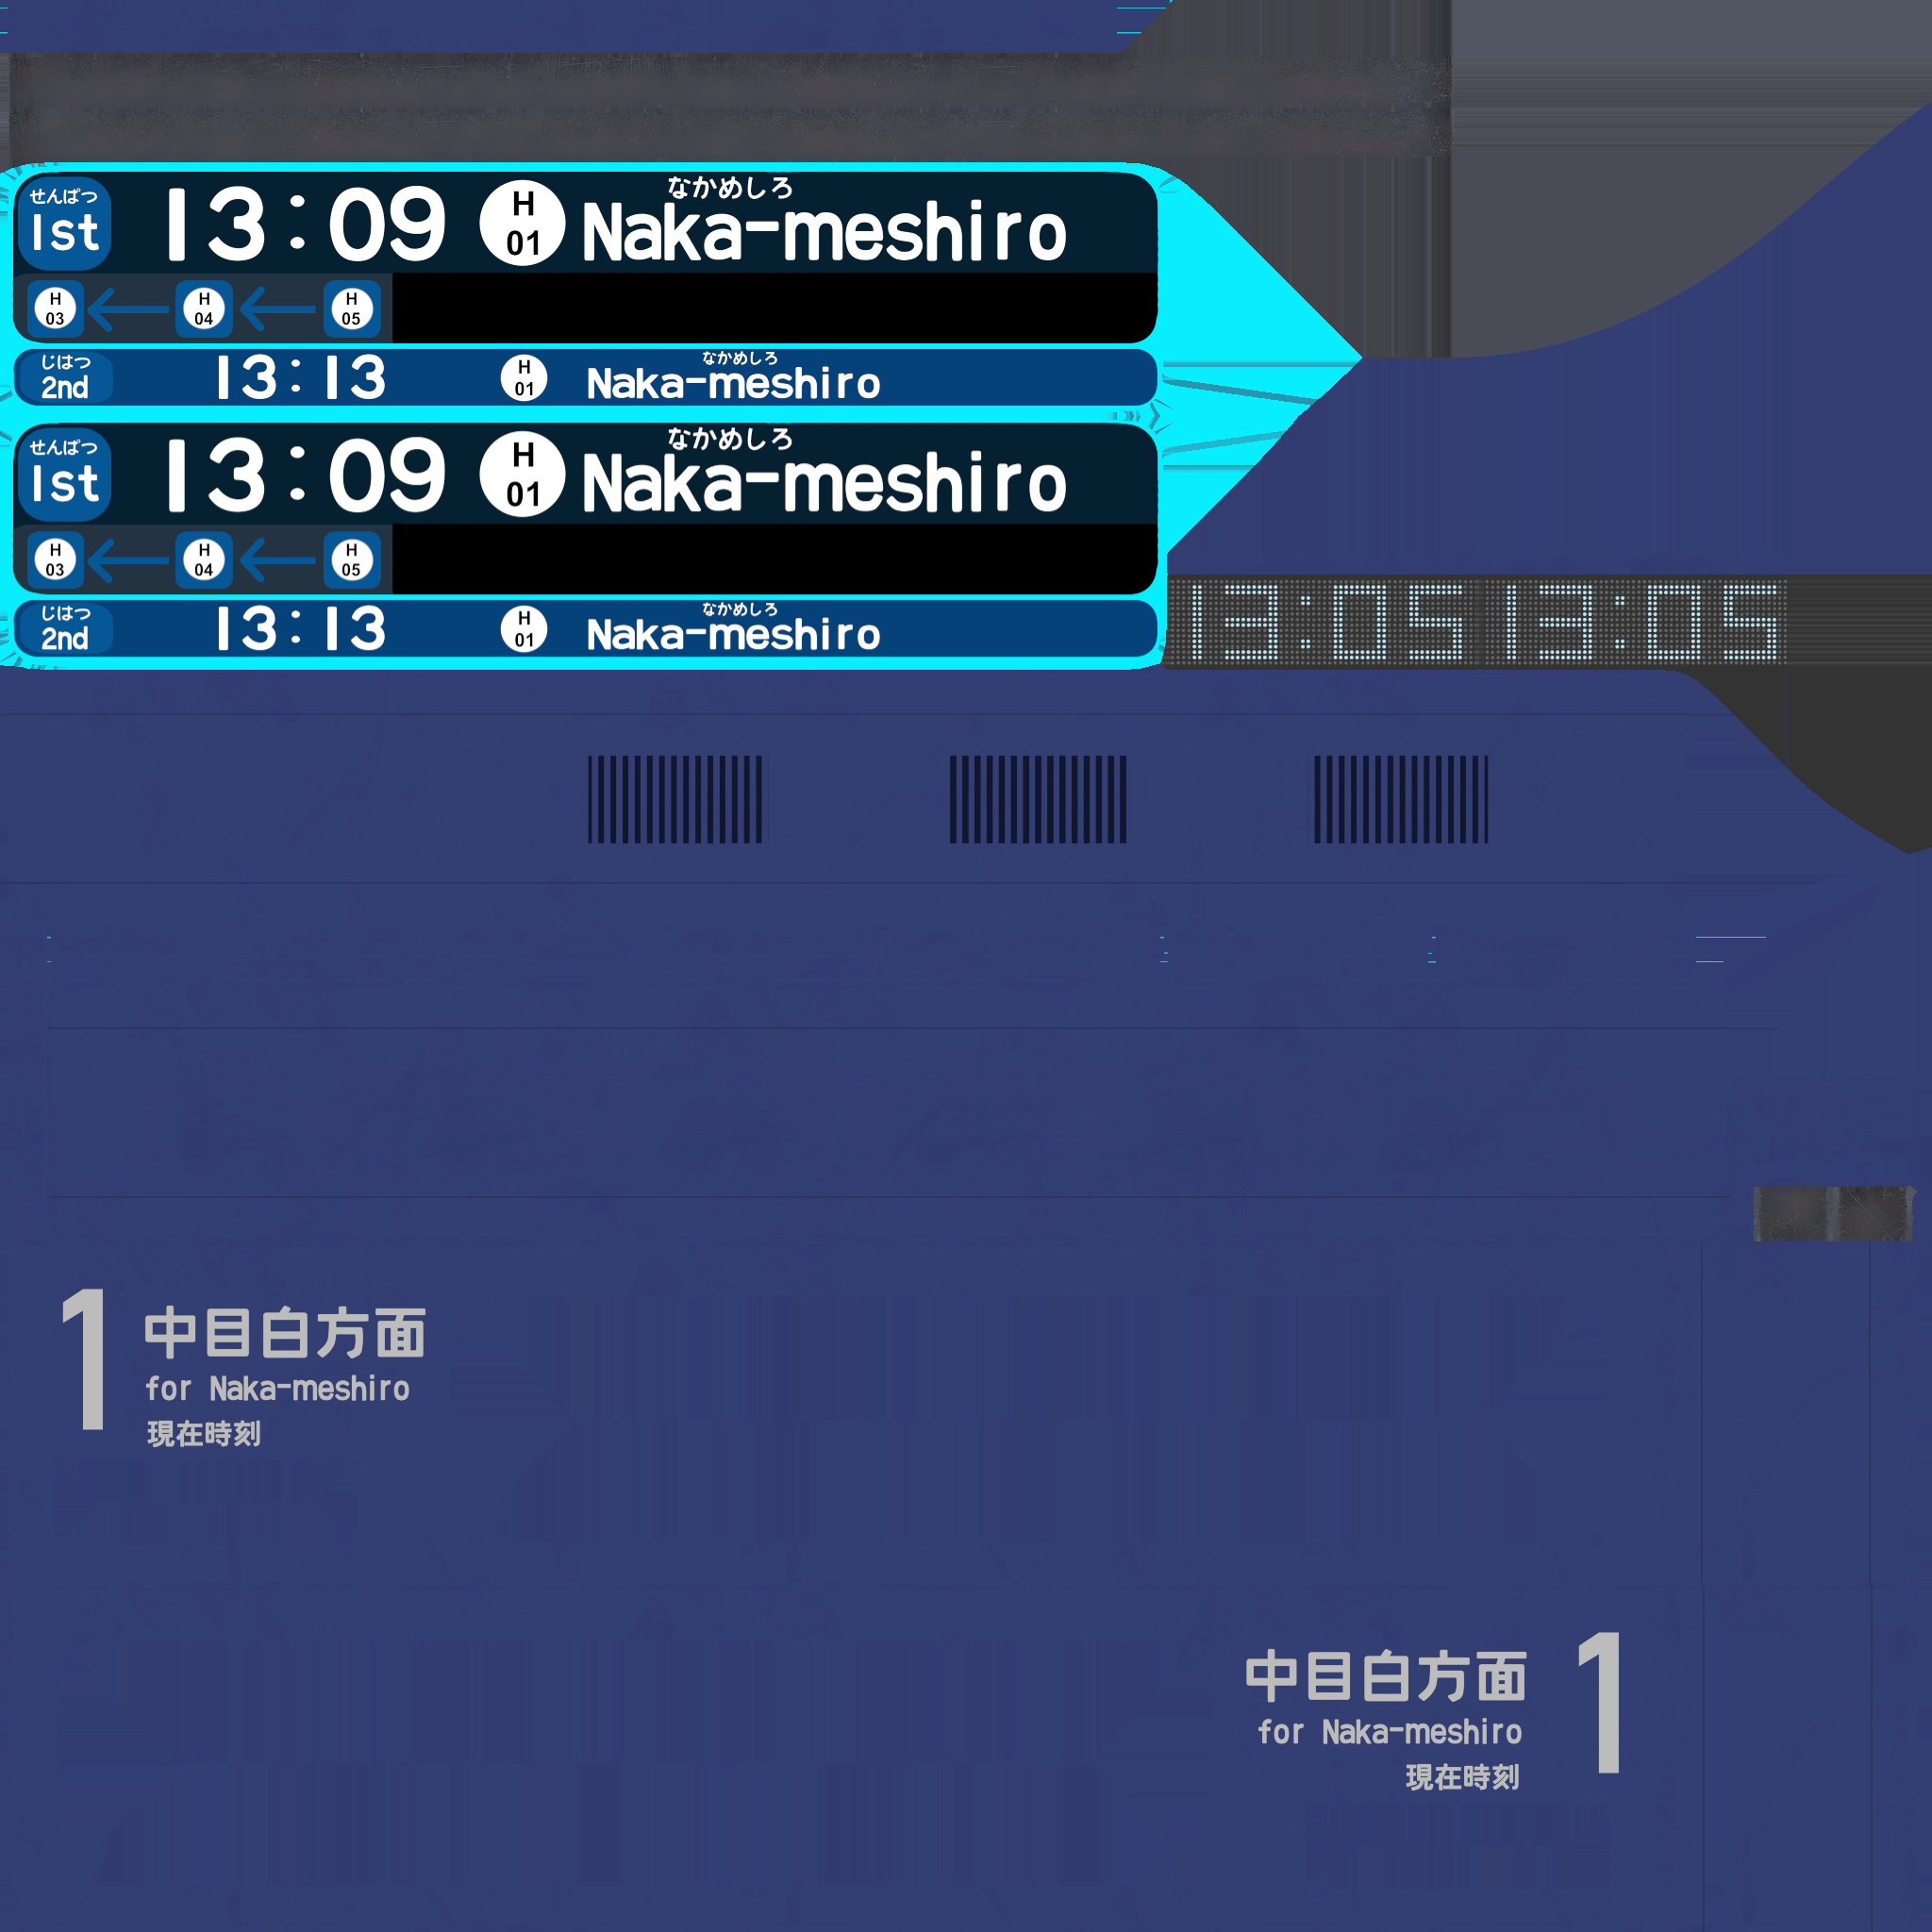 せんぱつ
1st 13:09 H 01 なかめしろ Naka-meshiro
H 03 H 04 H 05
じはつ
2nd 13:13 H 01 なかめしろ Naka-meshiro
せんぱつ
1st 13:09 H 01 なかめしろ Naka-meshiro
H 03 H 04 H 05
じはつ
2nd 13:13 H 01 なかめしろ Naka-meshiro
13:05 13:05
1 中目白方面
for Naka-meshiro
現在時刻
中目白方面 1
for Naka-meshiro
現在時刻